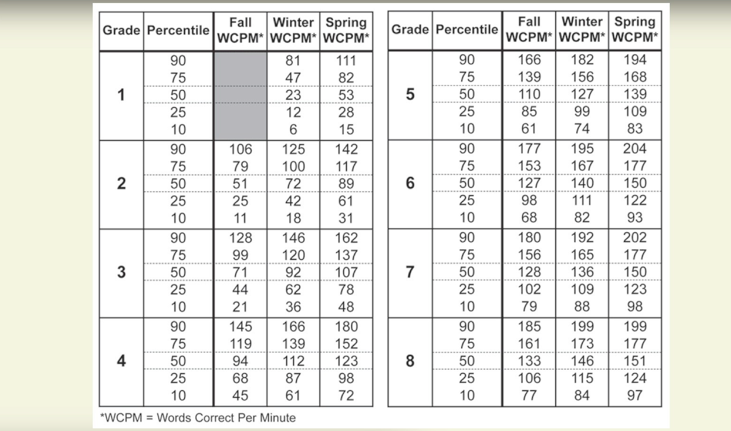 Grade Percentile Fall WCPM* Winter WCPM* Spring WCPM*
1
90 81 111
75 47 82
50 23 53
25 12 28
10 6 15
2
90 106 125 142
75 79 100 117
50 51 72 89
25 25 42 61
10 11 18 31
3
90 128 146 162
75 99 120 137
50 71 92 107
25 44 62 78
10 21 36 48
4
90 145 166 180
75 119 139 152
50 94 112 123
25 68 87 98
10 45 61 72
Grade Percentile Fall WCPM* Winter WCPM* Spring WCPM*
5
90 166 182 194
75 139 156 168
50 110 127 139
25 85 99 109
10 61 74 83
6
90 177 195 204
75 153 167 177
50 127 140 150
25 98 111 122
10 68 82 93
7
90 180 192 202
75 156 165 177
50 128 136 150
25 102 109 123
10 79 88 98
8
90 185 199 199
75 161 173 177
50 133 146 151
25 106 115 124
10 77 84 97
*WCPM = Words Correct Per Minute